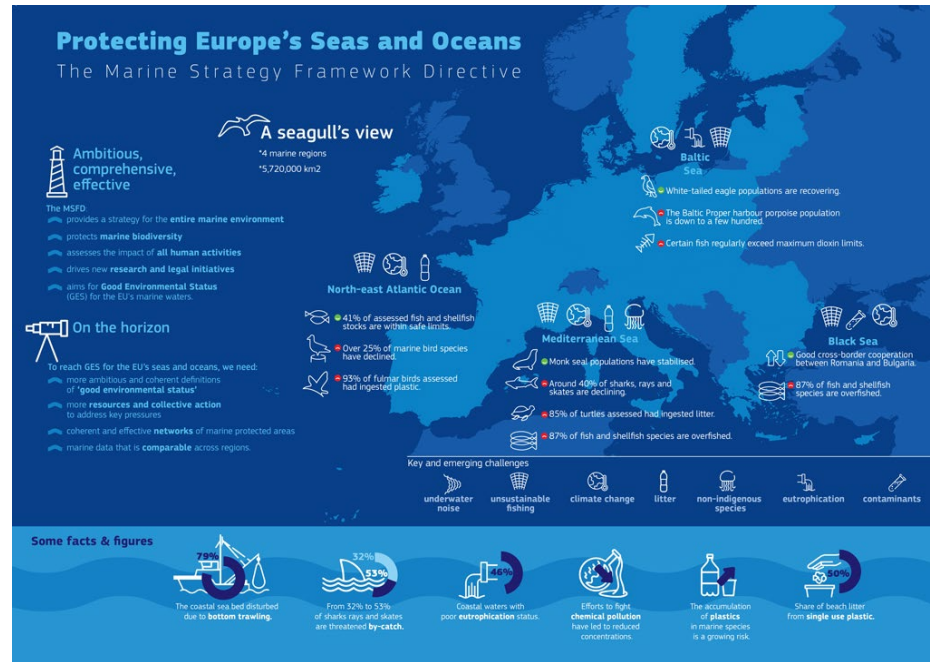 Protecting Europe's Seas and Oceans
The Marine Strategy Framework Directive
A seagull's view
*4 marine regions
*5,720,000 km2
Ambitious,
comprehensive,
effective
The MSFD:
provides a strategy for the entire marine environment
protects marine biodiversity
assesses the impact of all human activities
drives new research and legal initiatives
aims for Good Environmental Status
(GES) for the EU's marine waters.
On the horizon
To reach GES for the EU's seas and oceans, we need:
more ambitious and coherent definitions
of 'good environmental status'
more resources and collective action
to address key pressures
coherent and effective networks of marine protected areas
marine data that is comparable across regions.
Baltic
Sea
White-tailed eagle populations are recovering.
The Baltic Proper harbour porpoise population
is down to a few hundred.
Certain fish regularly exceed maximum dioxin limits.
North-east Atlantic Ocean
41% of assessed fish and shellfish
stocks are within safe limits.
Over 25% of marine bird species
have declined.
93% of fulmar birds assessed
had ingested plastic.
Mediterranean Sea
Monk seal populations have stabilised.
Around 40% of sharks, rays and
skates are declining.
85% of turtles assessed had ingested litter.
87% of fish and shellfish species are overfished.
Black Sea
Good cross-border cooperation
between Romania and Bulgaria.
87% of fish and shellfish
species are overfished.
Key and emerging challenges
underwater
noise
unsustainable
fishing
climate change
litter
non-indigenous
species
eutrophication
contaminants
Some facts & figures
79%
The coastal sea bed disturbed
due to bottom trawling.
32%
53%
From 32% to 53%
of sharks rays and skates
are threatened by-catch.
46%
Coastal waters with
poor eutrophication status.
Efforts to fight
chemical pollution
have led to reduced
concentrations.
The accumulation
of plastics
in marine species
is a growing risk.
50%
Share of beach litter
from single use plastic.